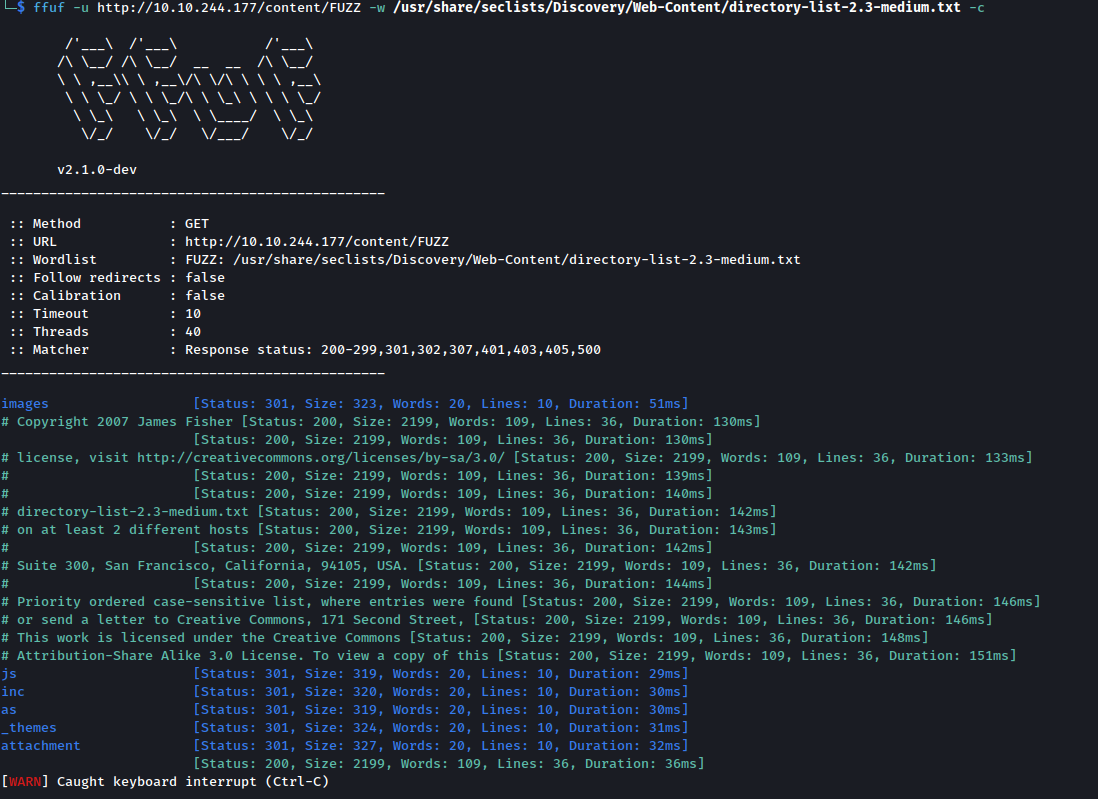 └─$ ffuf -u http://10.10.244.177/content/FUZZ -w /usr/share/seclists/Discovery/Web-Content/directory-list-2.3-medium.txt -c
        /'___\  /'___\           /'___\
       /\ \__/ /\ \__/  __  __  /\ \__/
       \ \ ,__\\ \ ,__\/\ \/\ \ \ \ ,__\
        \ \ \_/ \ \ \_/\ \ \_\ \ \ \ \_/
         \ \_\   \ \_\  \ \____/  \ \_\
          \/_/    \/_/   \/___/    \/_/
       v2.1.0-dev
________________________________________________
 :: Method           : GET
 :: URL              : http://10.10.244.177/content/FUZZ
 :: Wordlist         : FUZZ: /usr/share/seclists/Discovery/Web-Content/directory-list-2.3-medium.txt
 :: Follow redirects : false
 :: Calibration      : false
 :: Timeout          : 10
 :: Threads          : 40
 :: Matcher          : Response status: 200-299,301,302,307,401,403,405,500
________________________________________________
images                  [Status: 301, Size: 323, Words: 20, Lines: 10, Duration: 51ms]
# Copyright 2007 James Fisher [Status: 200, Size: 2199, Words: 109, Lines: 36, Duration: 130ms]
                        [Status: 200, Size: 2199, Words: 109, Lines: 36, Duration: 130ms]
# license, visit http://creativecommons.org/licenses/by-sa/3.0/ [Status: 200, Size: 2199, Words: 109, Lines: 36, Duration: 133ms]
#                       [Status: 200, Size: 2199, Words: 109, Lines: 36, Duration: 139ms]
#                       [Status: 200, Size: 2199, Words: 109, Lines: 36, Duration: 140ms]
# directory-list-2.3-medium.txt [Status: 200, Size: 2199, Words: 109, Lines: 36, Duration: 142ms]
# on at least 2 different hosts [Status: 200, Size: 2199, Words: 109, Lines: 36, Duration: 143ms]
#                       [Status: 200, Size: 2199, Words: 109, Lines: 36, Duration: 142ms]
# Suite 300, San Francisco, California, 94105, USA. [Status: 200, Size: 2199, Words: 109, Lines: 36, Duration: 142ms]
#                       [Status: 200, Size: 2199, Words: 109, Lines: 36, Duration: 144ms]
# Priority ordered case-sensitive list, where entries were found [Status: 200, Size: 2199, Words: 109, Lines: 36, Duration: 146ms]
# or send a letter to Creative Commons, 171 Second Street, [Status: 200, Size: 2199, Words: 109, Lines: 36, Duration: 146ms]
# This work is licensed under the Creative Commons [Status: 200, Size: 2199, Words: 109, Lines: 36, Duration: 148ms]
# Attribution-Share Alike 3.0 License. To view a copy of this [Status: 200, Size: 2199, Words: 109, Lines: 36, Duration: 151ms]
js                      [Status: 301, Size: 319, Words: 20, Lines: 10, Duration: 29ms]
inc                     [Status: 301, Size: 320, Words: 20, Lines: 10, Duration: 30ms]
as                      [Status: 301, Size: 319, Words: 20, Lines: 10, Duration: 30ms]
_themes                 [Status: 301, Size: 324, Words: 20, Lines: 10, Duration: 31ms]
attachment              [Status: 301, Size: 327, Words: 20, Lines: 10, Duration: 32ms]
                        [Status: 200, Size: 2199, Words: 109, Lines: 36, Duration: 36ms]
[WARN] Caught keyboard interrupt (Ctrl-C)